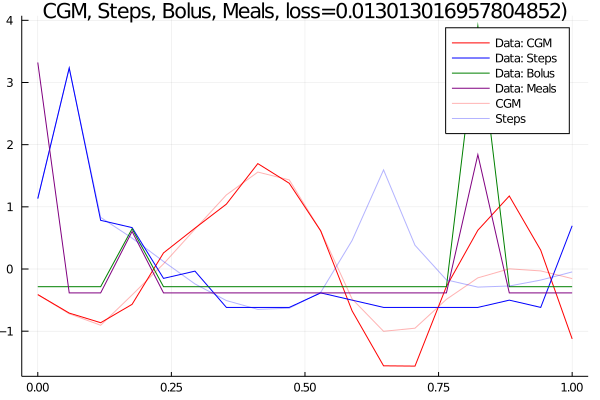 CGM, Steps, Bolus, Meals, loss=0.013013016957804852)
Data: CGM
Data: Steps
Data: Bolus
Data: Meals
CGM
Steps
4
3
2
1
0
−1
0.00
0.25
0.50
0.75
1.00